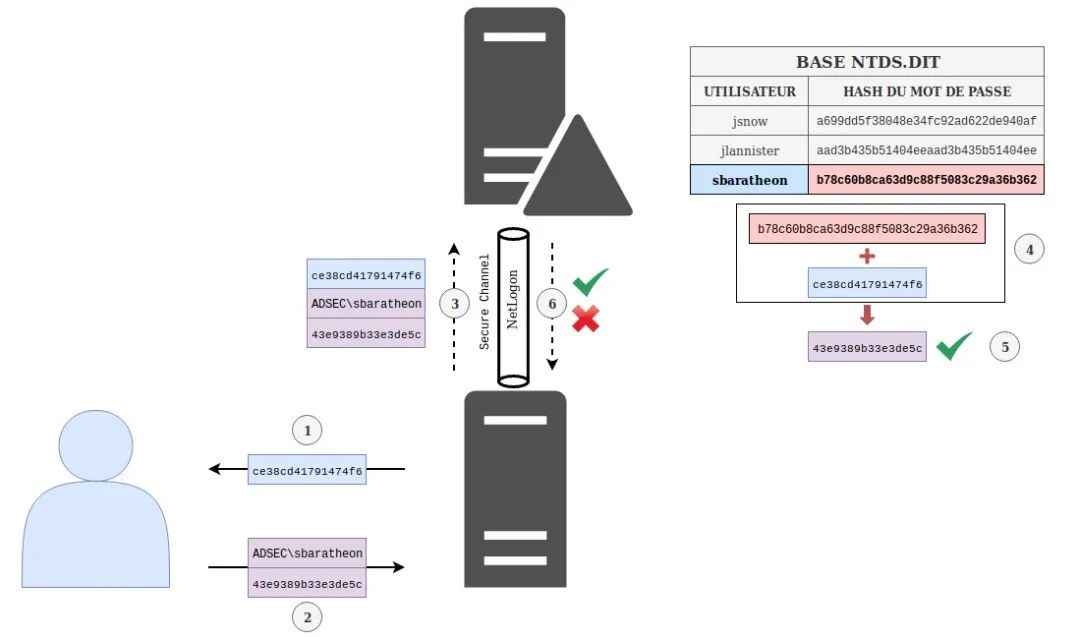 BASE NTDS.DIT
UTILISATEUR HASH DU MOT DE PASSE
jsnow a699dd5f38048e34fc92ad622de940af
jlannister aad3b435b51404eeaad3b435b51404ee
sbaratheon b78c60b8ca63d9c88f5083c29a36b362
b78c60b8ca63d9c88f5083c29a36b362
4
ce38cd41791474f6
43e9389b33e3de5c
5
ce38cd41791474f6
ADSEC\sbaratheon
43e9389b33e3de5c
3
Secure Channel
NetLogon
6
1
ce38cd41791474f6
ADSEC\sbaratheon
43e9389b33e3de5c
2